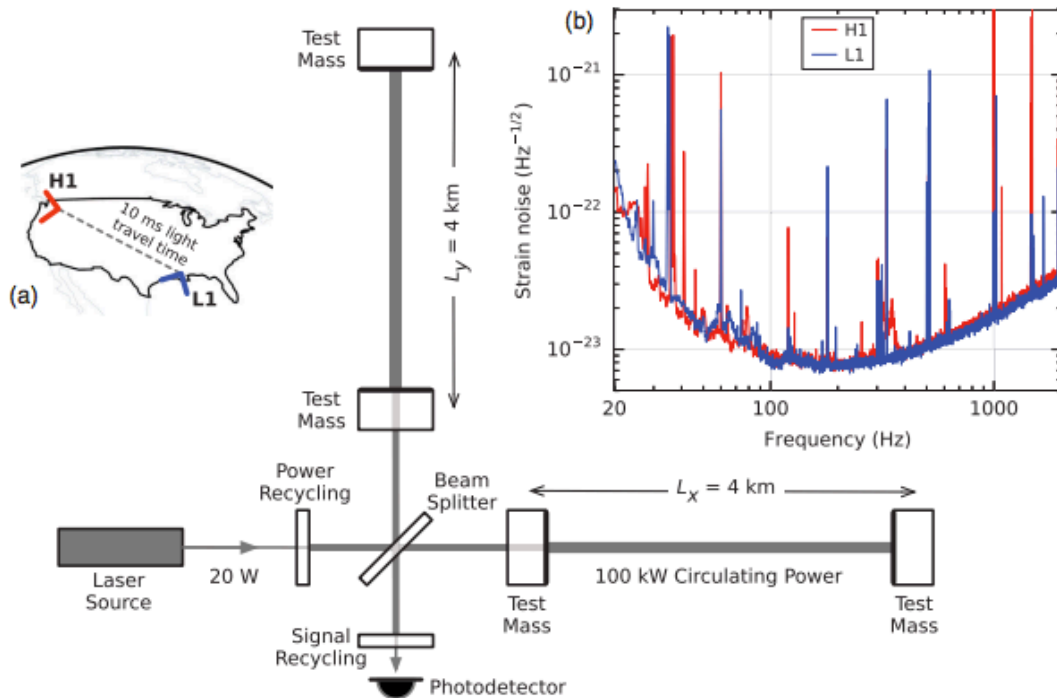 Test
Mass
(b)
H1
L1
10⁻²¹
10⁻²²
10⁻²³
Strain noise (Hz⁻¹/²)
20
100
1000
Frequency (Hz)
H1
10 ms light
travel time
L1
(a)
L_y = 4 km
Test
Mass
Power
Recycling
Beam
Splitter
L_x = 4 km
Laser
Source
20 W
100 kW Circulating Power
Test
Mass
Test
Mass
Signal
Recycling
Photodetector